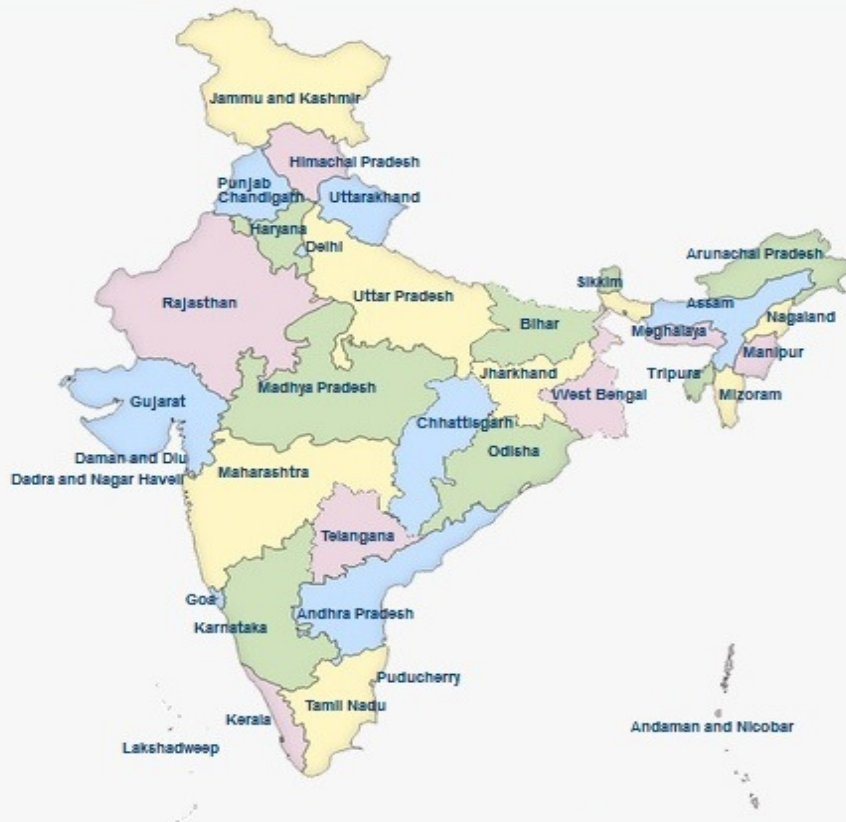 Jammu and Kashmir
Himachal Pradesh
Punjab
Chandigarh
Uttarakhand
Haryana
Delhi
Arunachal Pradesh
Sikkim
Rajasthan
Uttar Pradesh
Assam
Nagaland
Bihar
Meghalaya
Manipur
Jharkhand
Tripura
Madhya Pradesh
West Bengal
Mizoram
Gujarat
Chhattisgarh
Odisha
Daman and Diu
Maharashtra
Dadra and Nagar Haveli
Telangana
Goa
Andhra Pradesh
Karnataka
Puducherry
Tamil Nadu
Kerala
Andaman and Nicobar
Lakshadweep